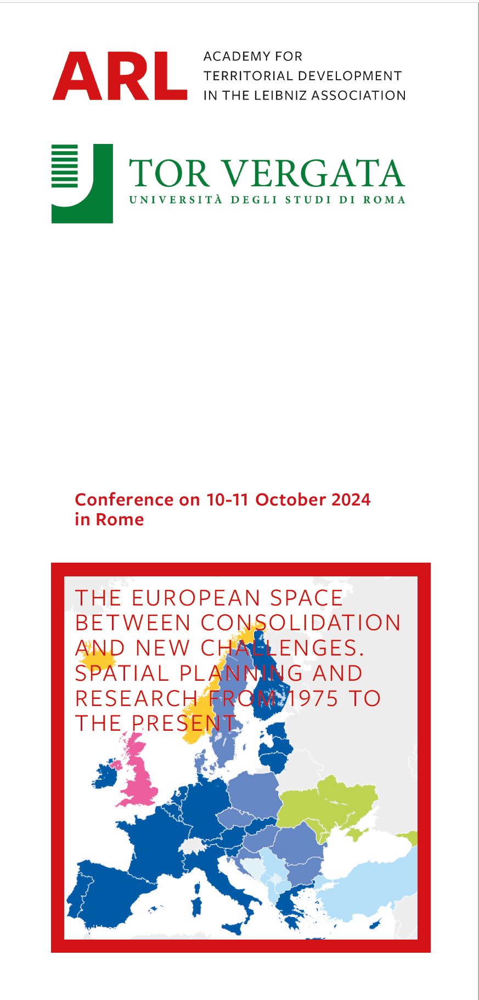 ARL
ACADEMY FOR
TERRITORIAL DEVELOPMENT
IN THE LEIBNIZ ASSOCIATION
TOR VERGATA
UNIVERSITÀ DEGLI STUDI DI ROMA
Conference on 10-11 October 2024
in Rome
THE EUROPEAN SPACE
BETWEEN CONSOLIDATION
AND NEW CHALLENGES.
SPATIAL PLANNING AND
RESEARCH FROM 1975 TO
THE PRESENT